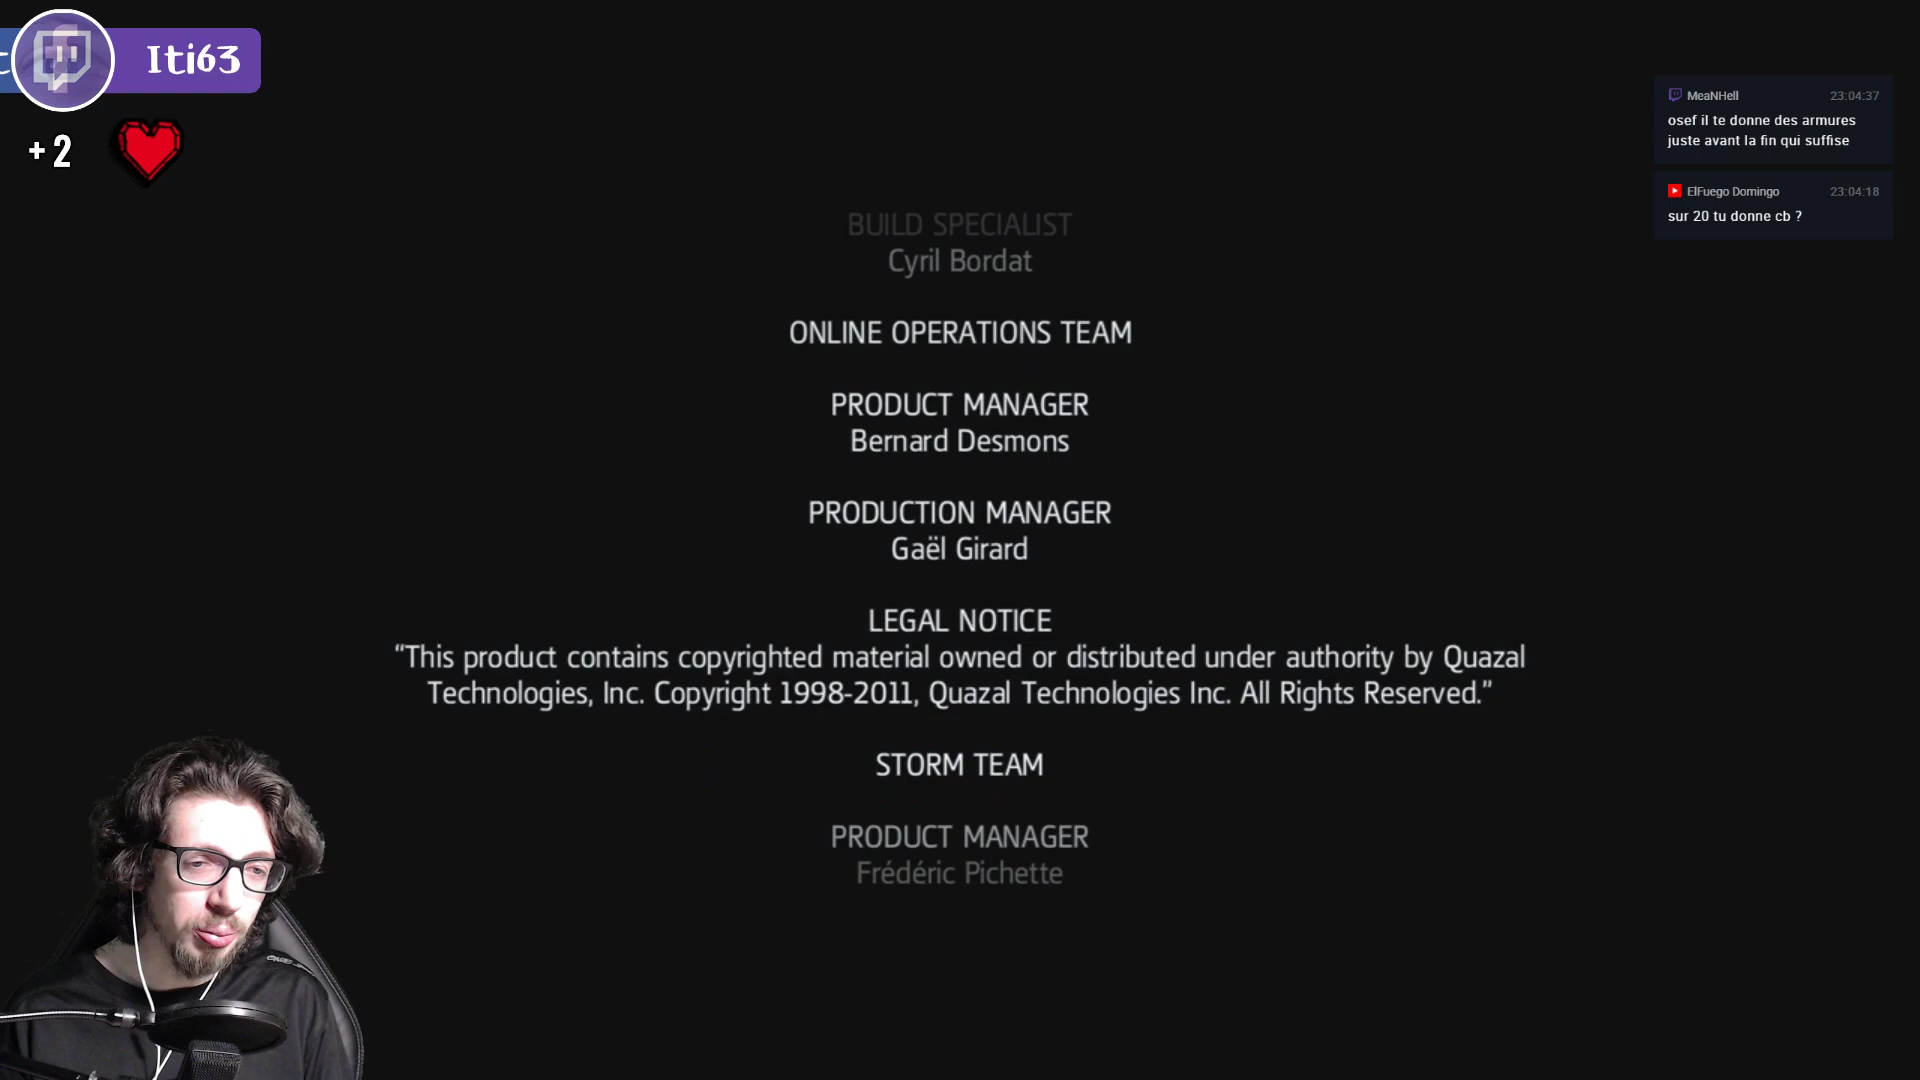 Iti63
+2
MeaNHell 23:04:37
osef il te donne des armures
juste avant la fin qui suffise
ElFuego Domingo 23:04:18
sur 20 tu donne cb ?
BUILD SPECIALIST
Cyril Bordat
ONLINE OPERATIONS TEAM
PRODUCT MANAGER
Bernard Desmons
PRODUCTION MANAGER
Gaël Girard
LEGAL NOTICE
“This product contains copyrighted material owned or distributed under authority by Quazal
Technologies, Inc. Copyright 1998-2011, Quazal Technologies Inc. All Rights Reserved.”
STORM TEAM
PRODUCT MANAGER
Frédéric Pichette